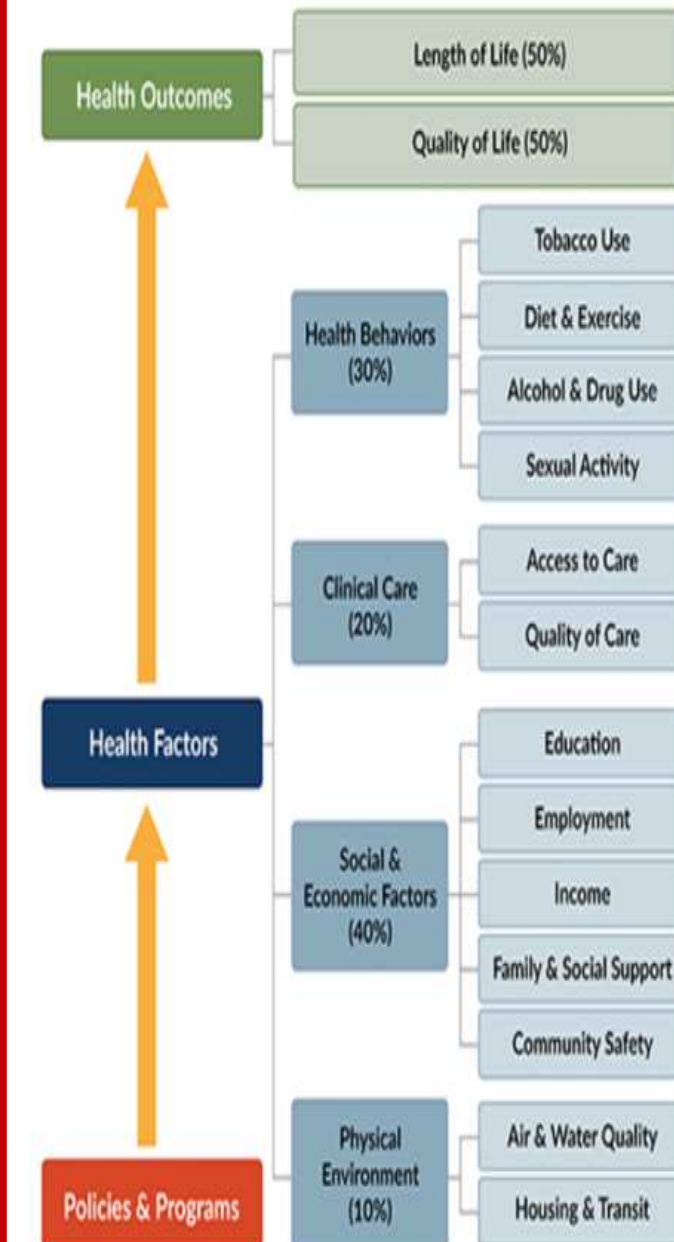 Health Outcomes
Length of Life (50%)
Quality of Life (50%)
Health Factors
Health Behaviors
(30%)
Tobacco Use
Diet & Exercise
Alcohol & Drug Use
Sexual Activity
Clinical Care
(20%)
Access to Care
Quality of Care
Social &
Economic Factors
(40%)
Education
Employment
Income
Family & Social Support
Community Safety
Physical
Environment
(10%)
Air & Water Quality
Housing & Transit
Policies & Programs